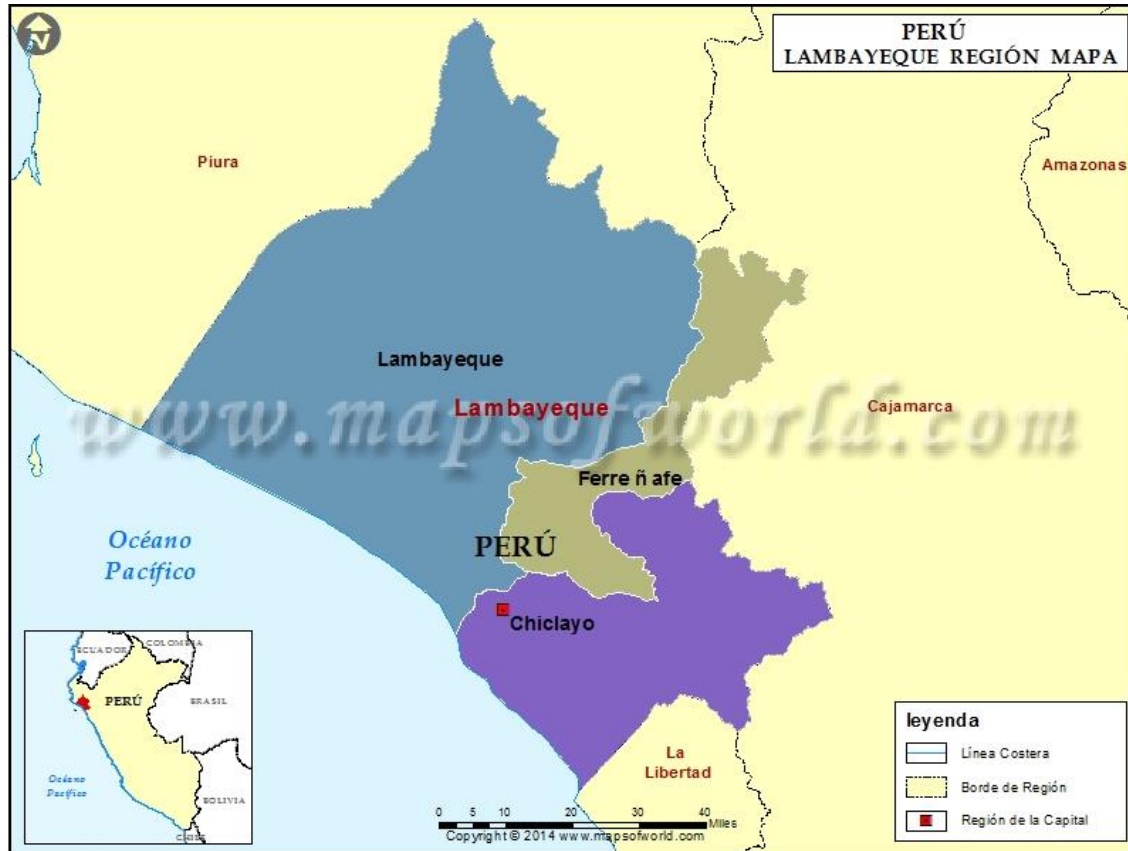 N
PERÚ
LAMBAYEQUE REGIÓN MAPA
Piura
Amazonas
Lambayeque
Lambayeque
Cajamarca
www.mapsofworld.com
Ferre ñ afe
PERÚ
Océano
Pacífico
Chiclayo
La
Libertad
ECUADOR
COLOMBIA
PERÚ
BRASIL
Océano
Pacífico
BOLIVIA
CHILE
leyenda
Línea Costera
Borde de Región
Región de la Capital
0 5 10 20 30 40
Miles
Copyright © 2014 www.mapsofworld.com